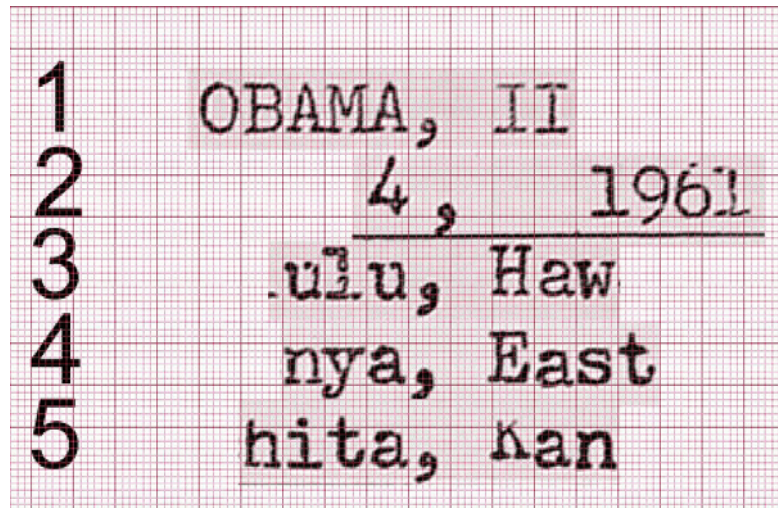 1 OBAMA, II
2 4, 1961
3 ulu, Haw
4 nya, East
5 hita, Kan